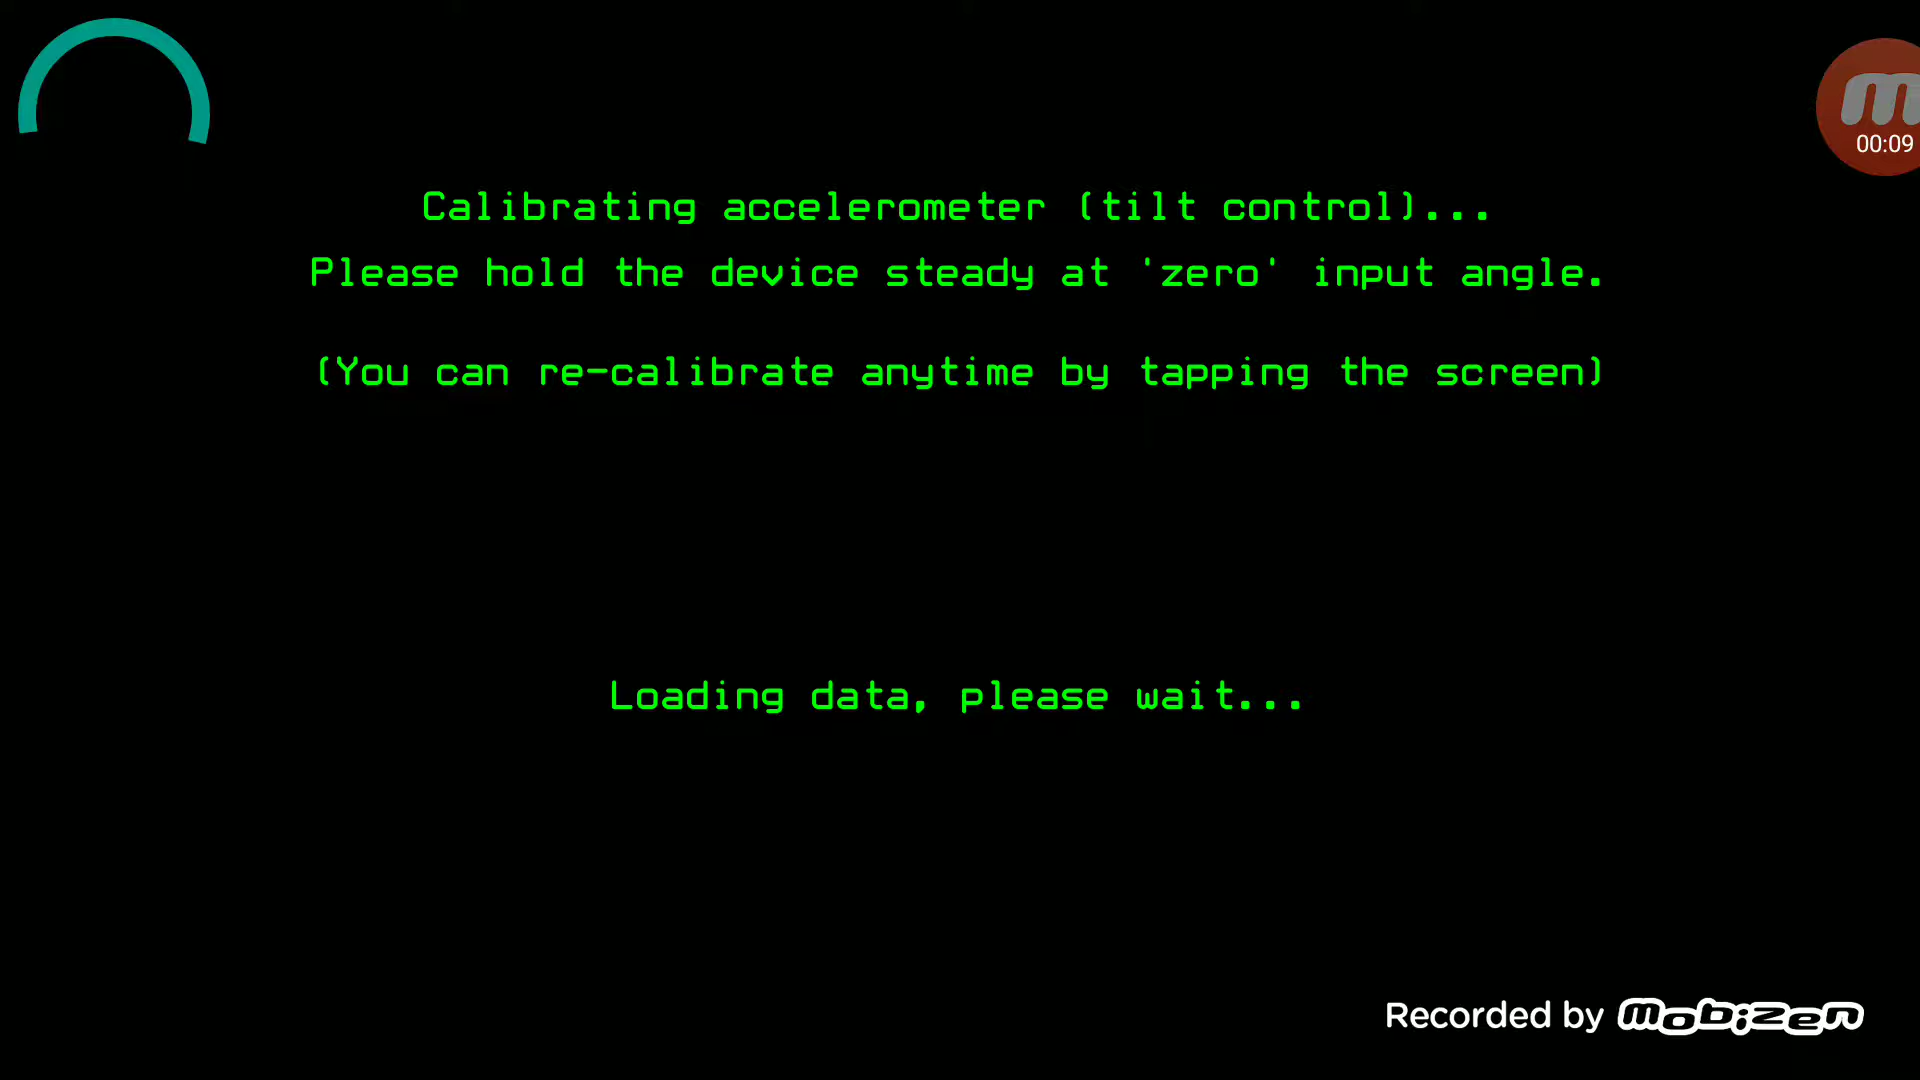 m
00:09
Calibrating accelerometer (tilt control)...
Please hold the device steady at 'zero' input angle.
(You can re-calibrate anytime by tapping the screen)
Loading data, please wait...
Recorded by mobizen